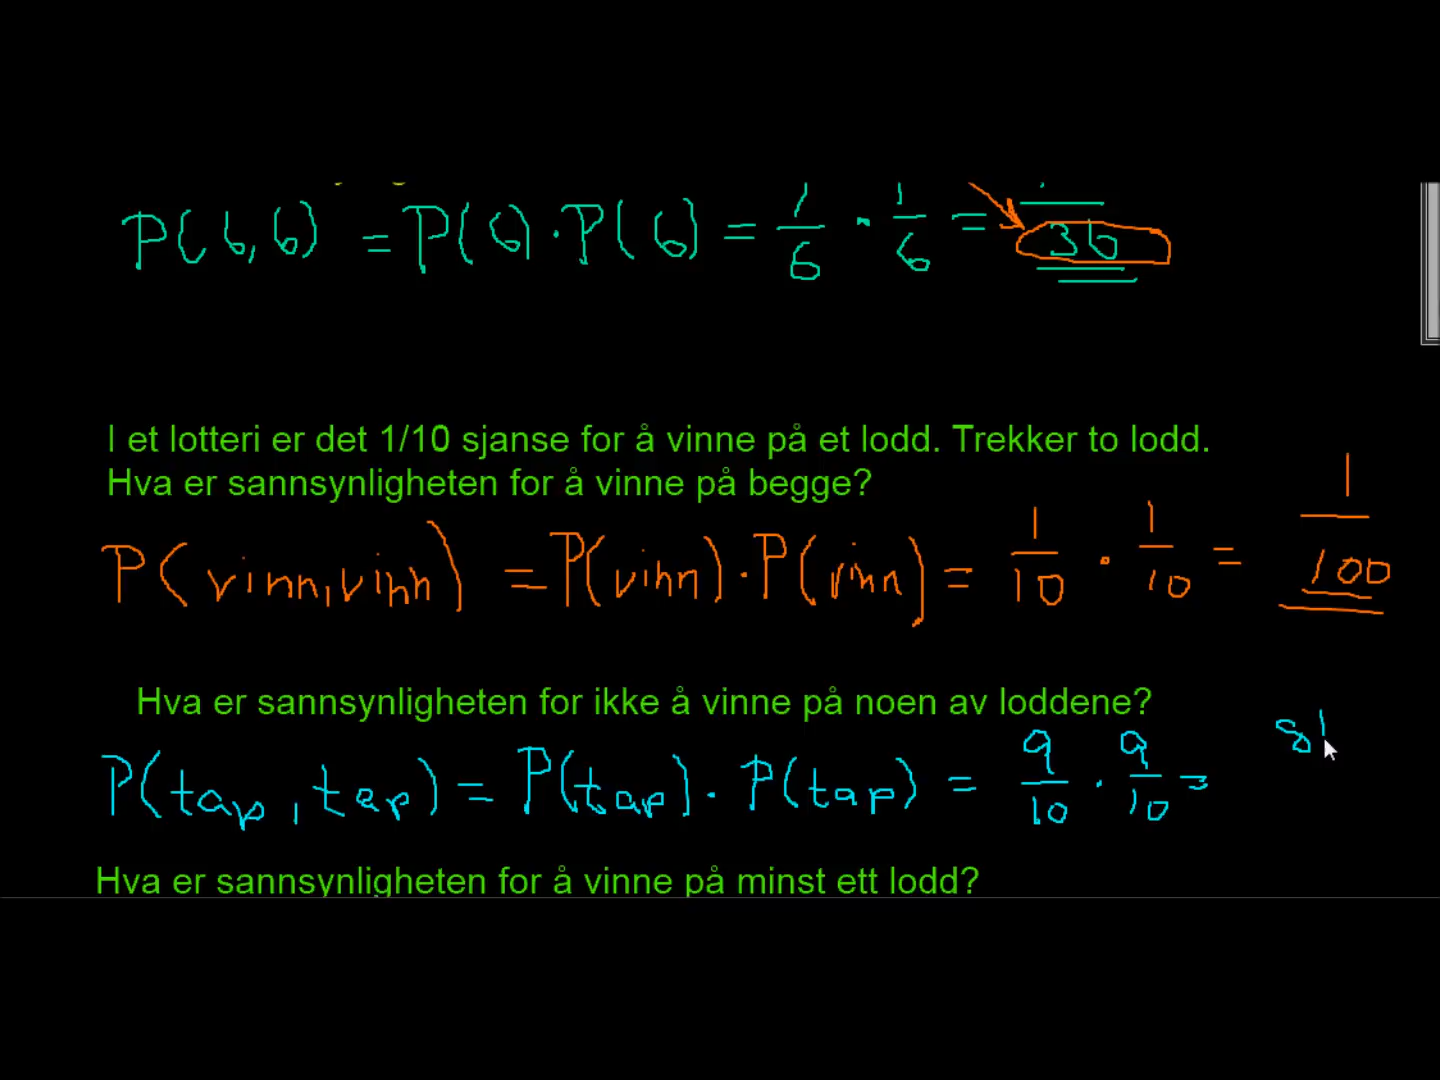 P(6,6) = P(6) · P(6) = 1/6 · 1/6 = 1/36
I et lotteri er det 1/10 sjanse for å vinne på et lodd. Trekker to lodd.
Hva er sannsynligheten for å vinne på begge?
P(vinn,vinn) = P(vinn) · P(vinn) = 1/10 · 1/10 = 1/100
Hva er sannsynligheten for ikke å vinne på noen av loddene?
P(tap, tap) = P(tap) · P(tap) = 9/10 · 9/10 = 81
Hva er sannsynligheten for å vinne på minst ett lodd?